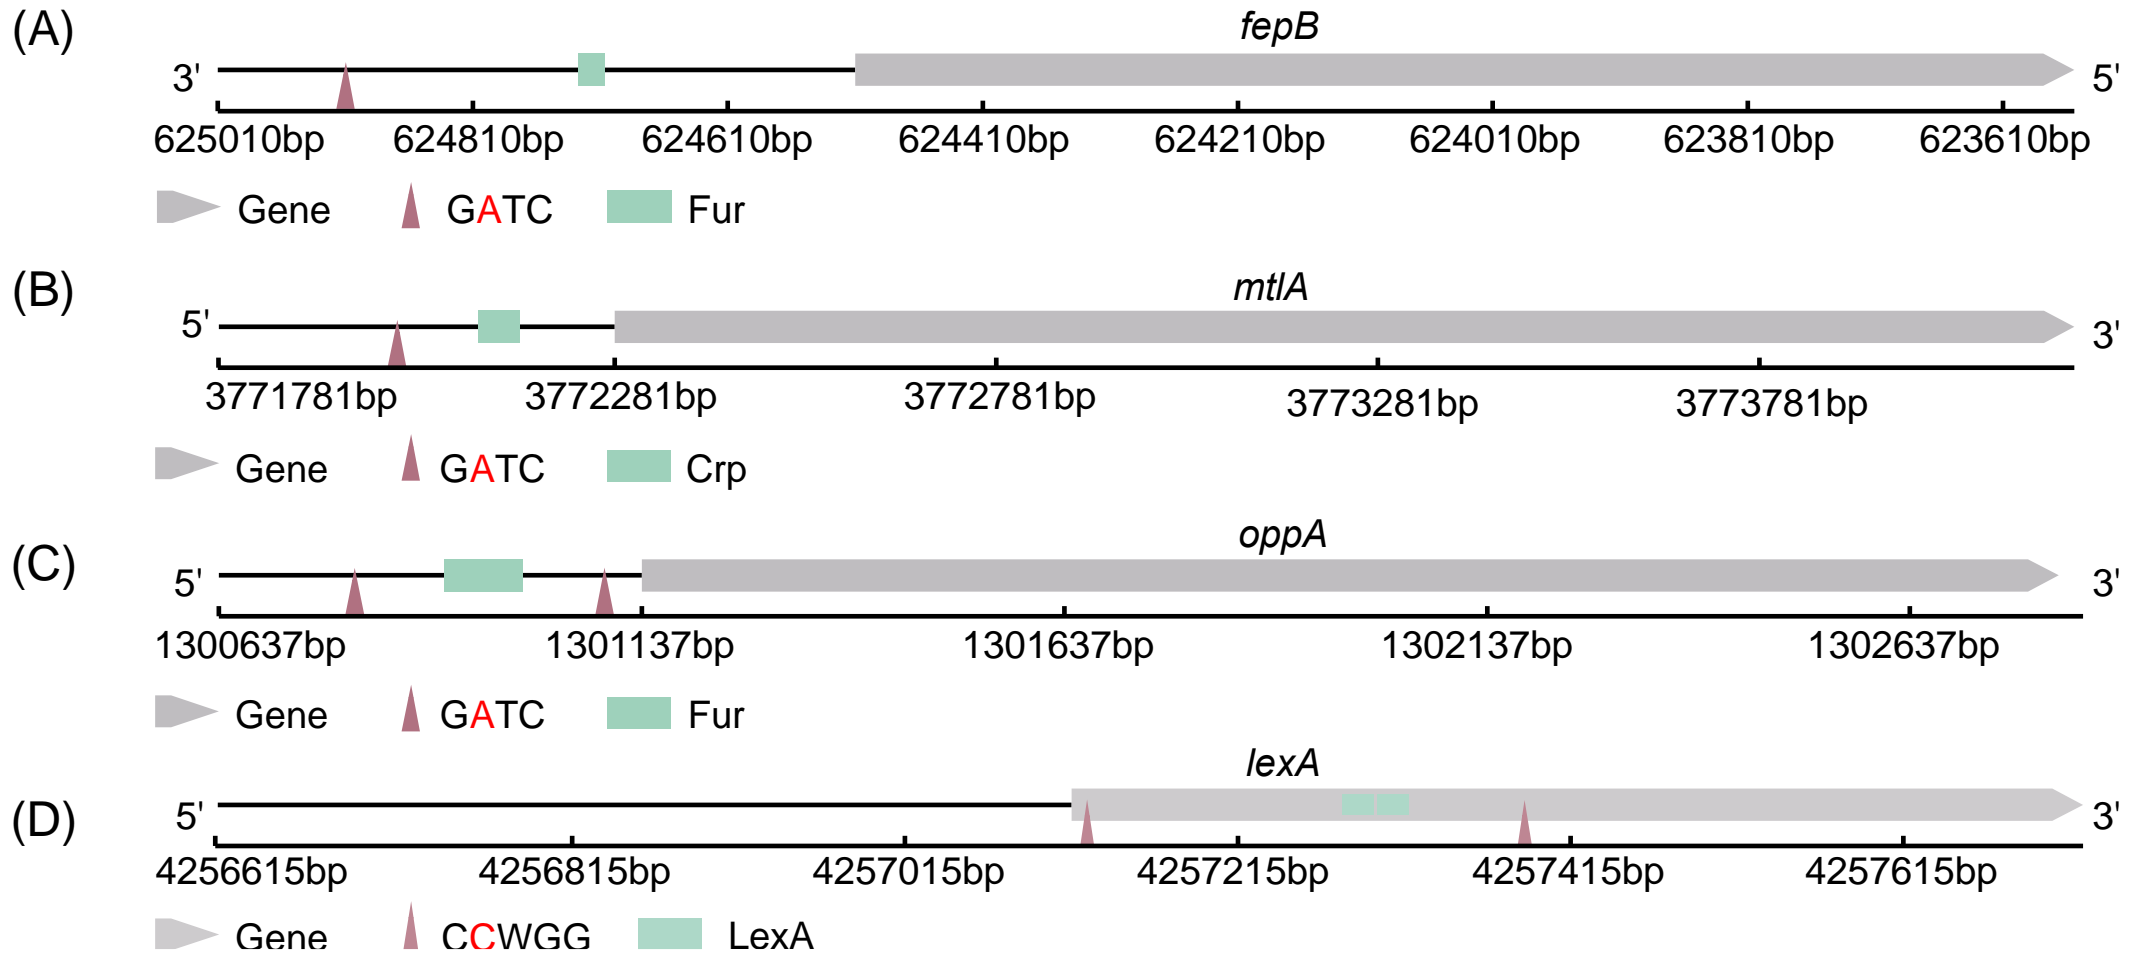 (A)
fepB
3' 5'
625010bp 624810bp 624610bp 624410bp 624210bp 624010bp 623810bp 623610bp
Gene GATC Fur
(B)
mtlA
5' 3'
3771781bp 3772281bp 3772781bp 3773281bp 3773781bp
Gene GATC Crp
(C)
oppA
5' 3'
1300637bp 1301137bp 1301637bp 1302137bp 1302637bp
Gene GATC Fur
(D)
lexA
5' 3'
4256615bp 4256815bp 4257015bp 4257215bp 4257415bp 4257615bp
Gene CCWGG LexA